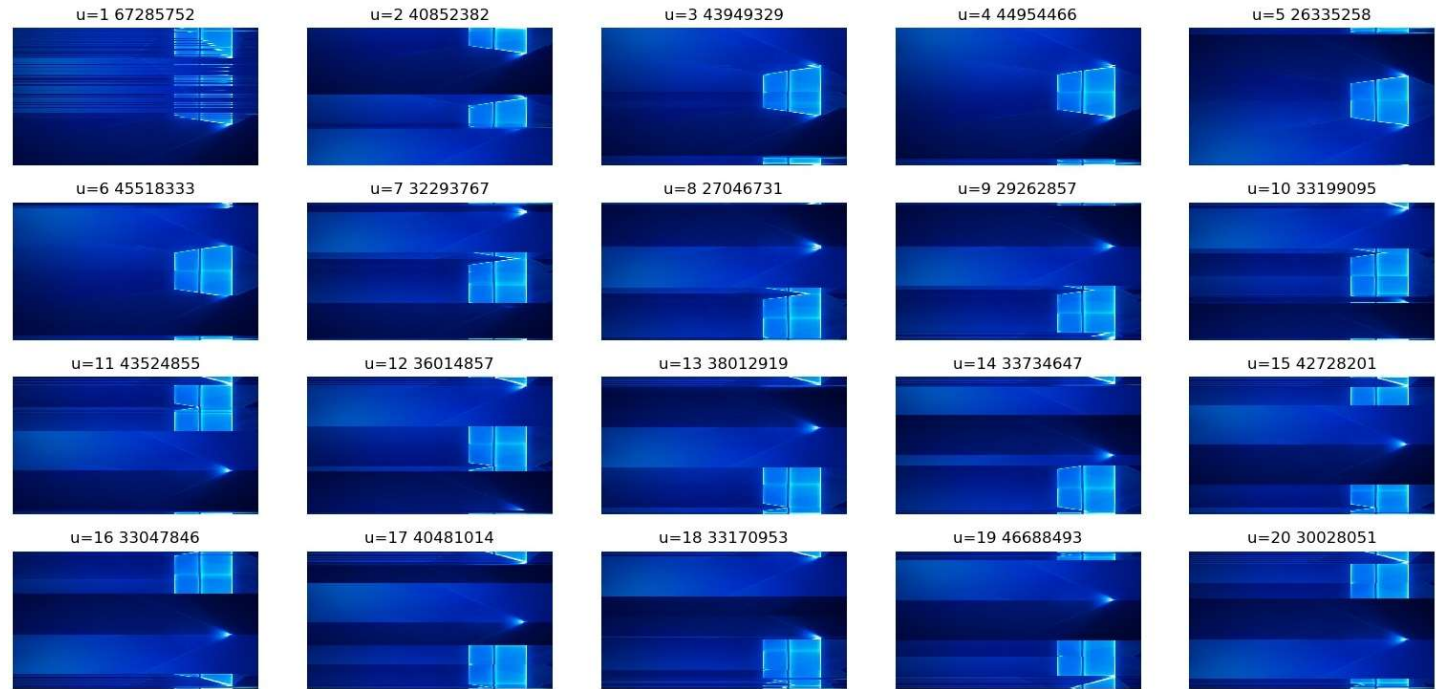 u=1 67285752
u=2 40852382
u=3 43949329
u=4 44954466
u=5 26335258
u=6 45518333
u=7 32293767
u=8 27046731
u=9 29262857
u=10 33199095
u=11 43524855
u=12 36014857
u=13 38012919
u=14 33734647
u=15 42728201
u=16 33047846
u=17 40481014
u=18 33170953
u=19 46688493
u=20 30028051